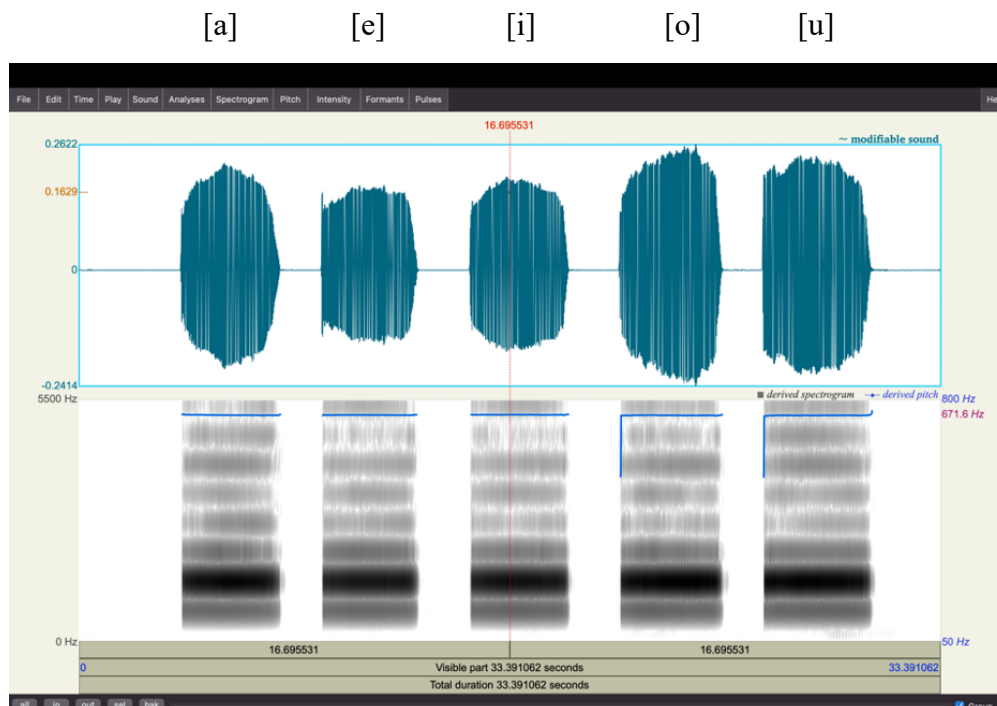 [a] [e] [i] [o] [u]
File Edit Time Play Sound Analyses Spectrogram Pitch Intensity Formants Pulses He
16.695531
0.2622 ~ modifiable sound
0.1629
0
-0.2414
5500 Hz derived spectrogram derived pitch 800 Hz
671.6 Hz
0 Hz 50 Hz
16.695531 16.695531
0 Visible part 33.391062 seconds 33.391062
Total duration 33.391062 seconds
all in out sel bak Group